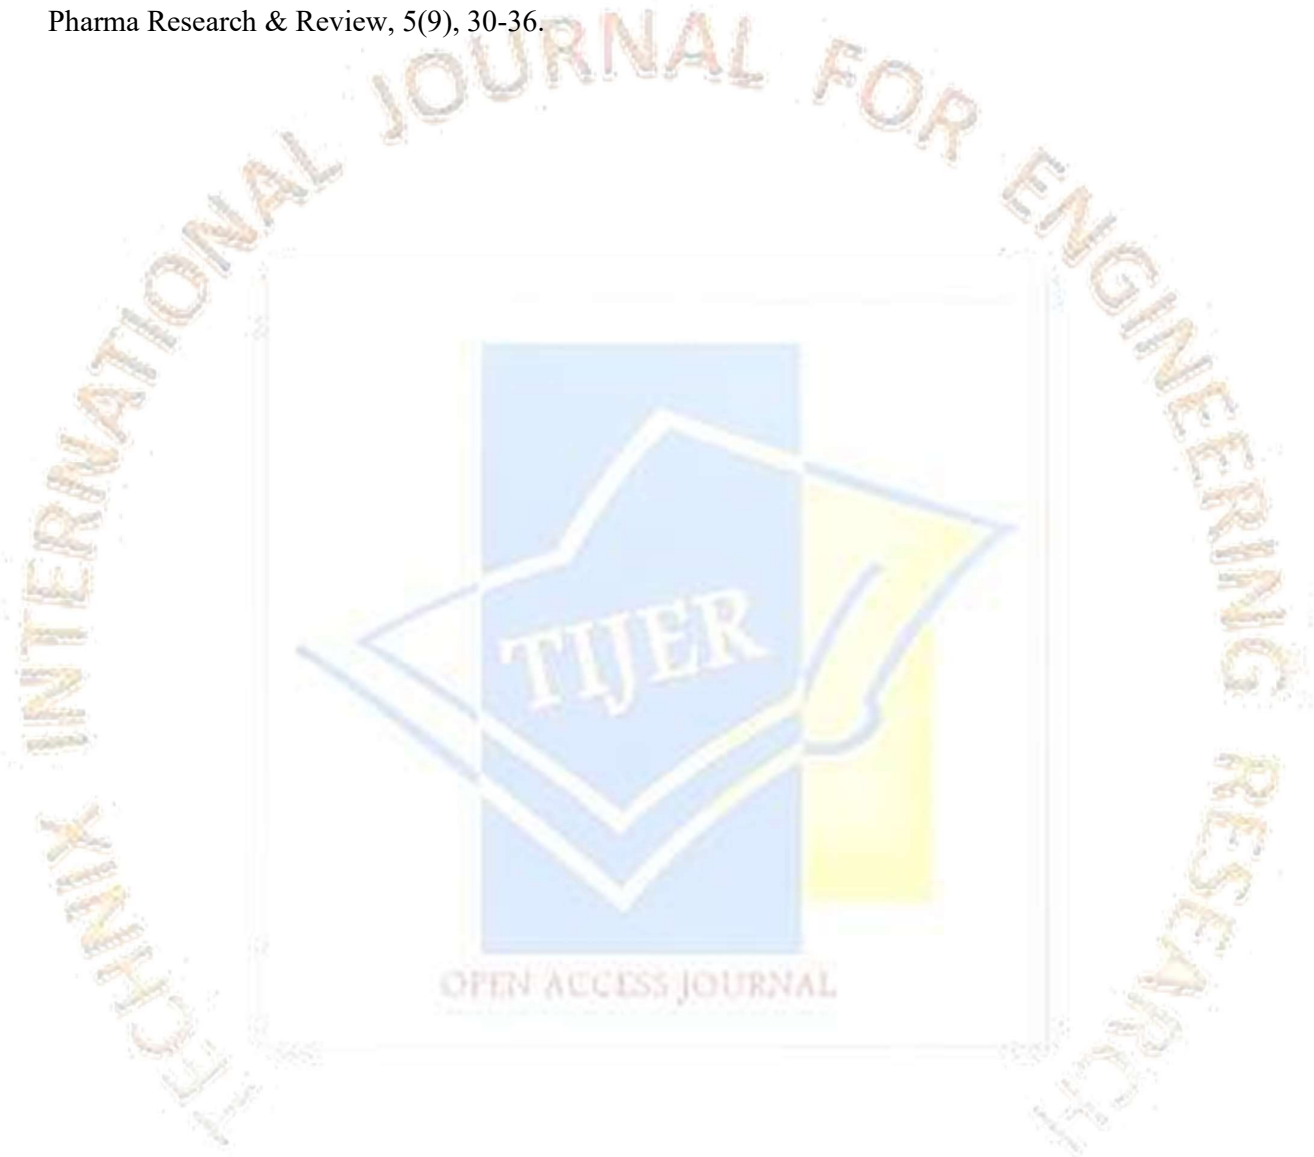 Pharma Research & Review, 5(9), 30-36.
TECHNIX INTERNATIONAL JOURNAL FOR ENGINEERING RESEARCH
TIJER
OPEN ACCESS JOURNAL